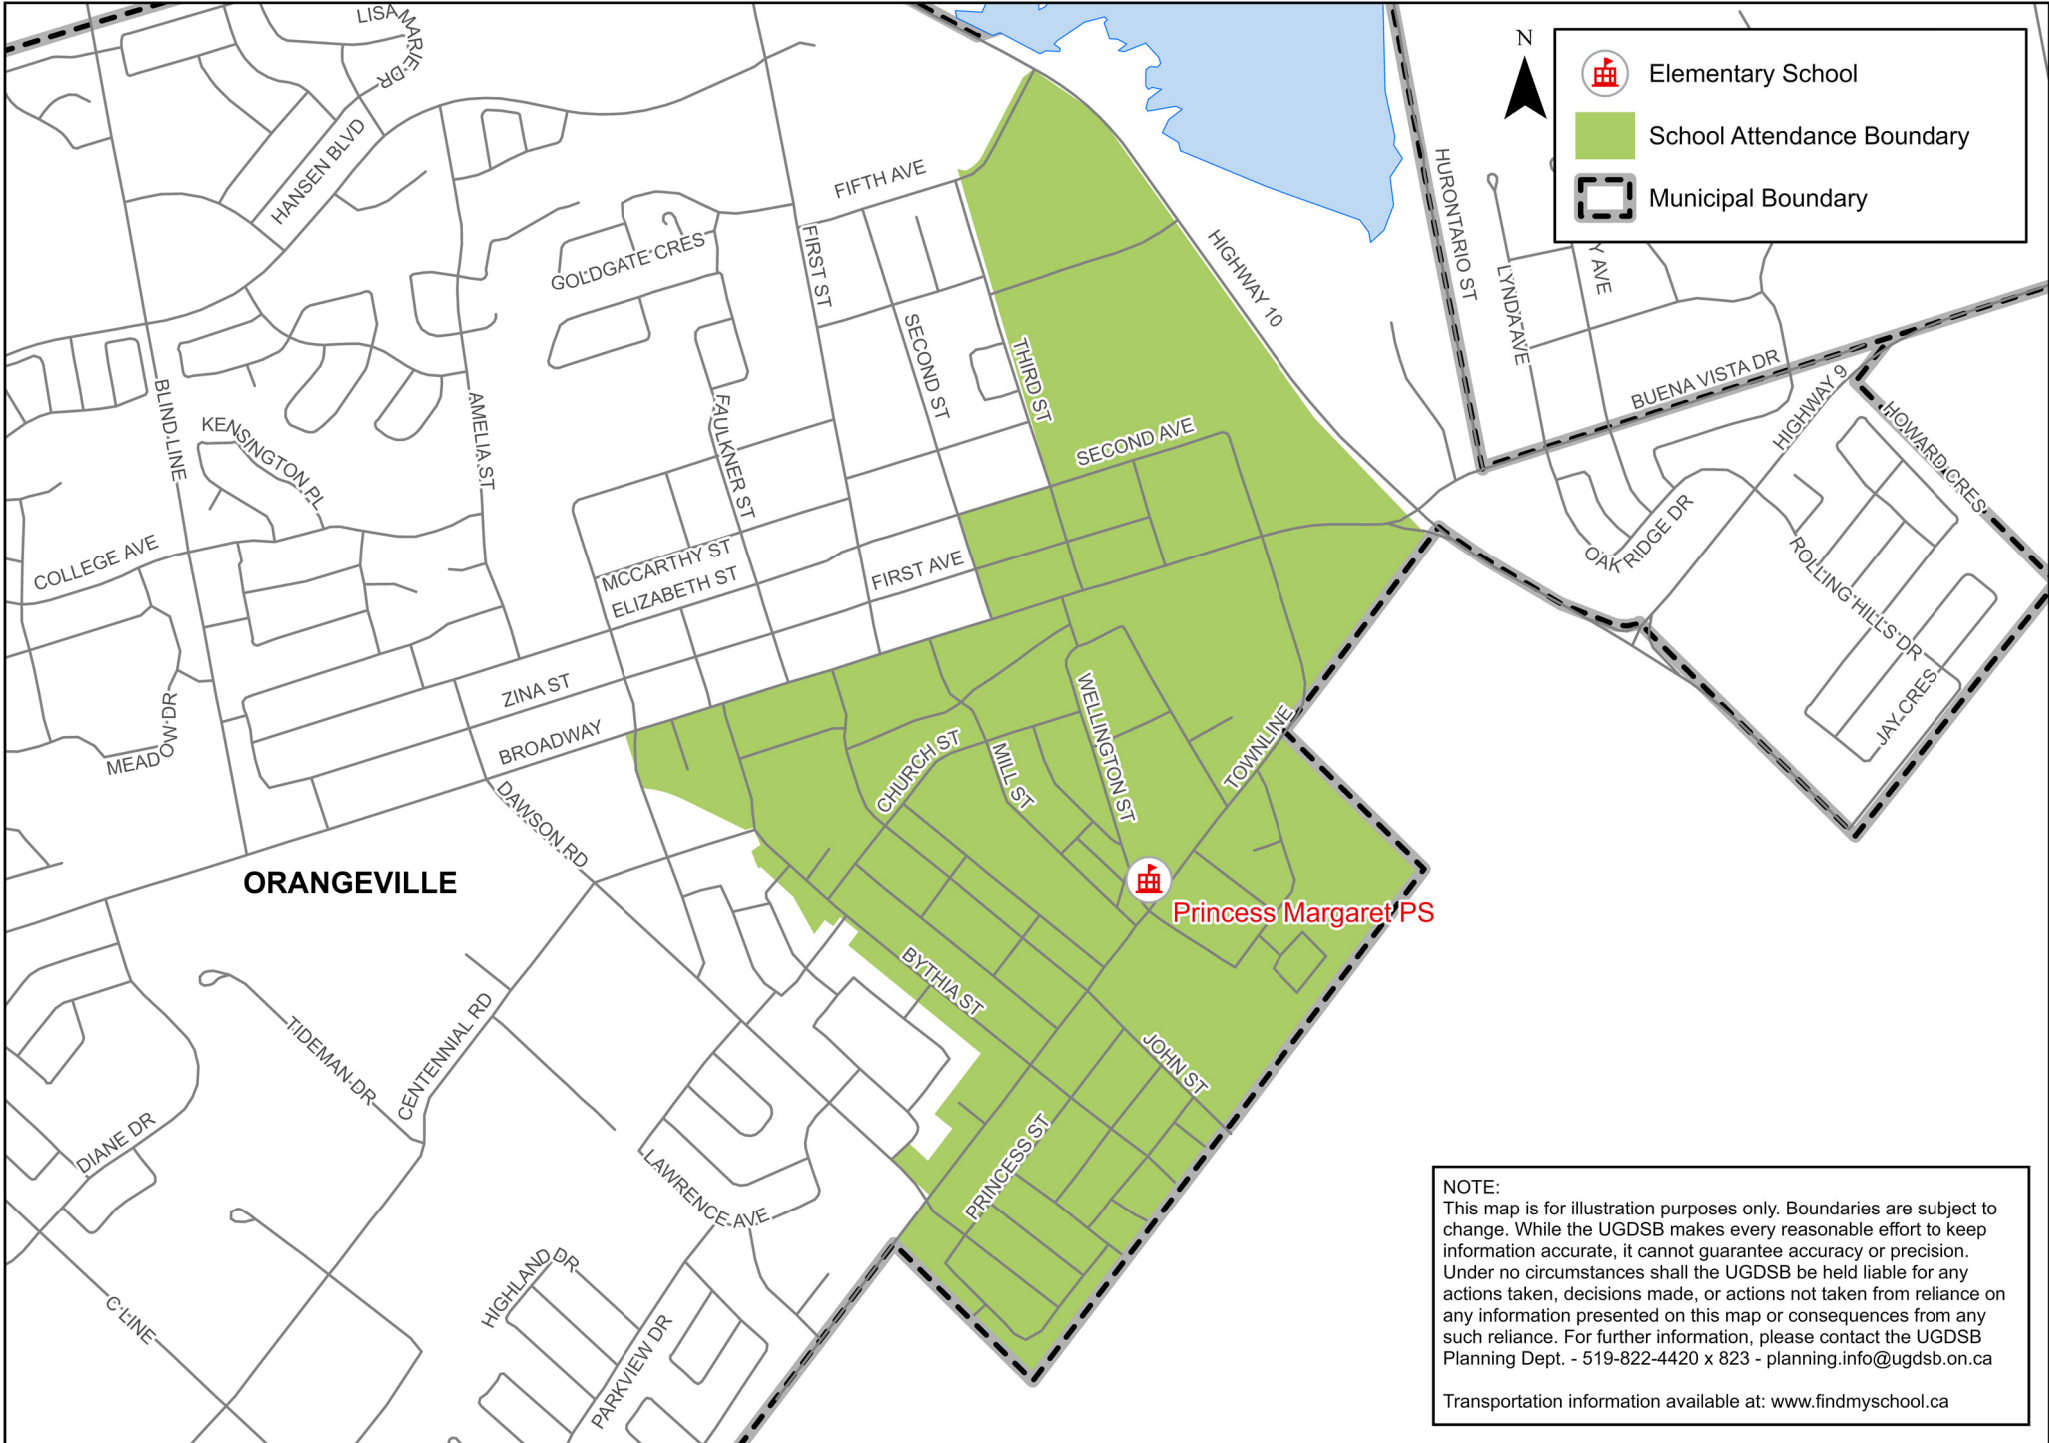 LISA MARIE DR
N
Elementary School
School Attendance Boundary
Municipal Boundary
HANSEN BLVD
FIFTH AVE
HURONTARIO ST
GOLDGATE CRES
FIRST ST
HIGHWAY 10
LYNDA AVE
Y AVE
SECOND ST
THIRD ST
BUENA VISTA DR
HIGHWAY 9
HOWARD CRES
BLIND LINE
KENSINGTON PL
AMELIA ST
FAULKNER ST
SECOND AVE
OAK RIDGE DR
ROLLING HILLS DR
COLLEGE AVE
MCCARTHY ST
ELIZABETH ST
FIRST AVE
JAY CRES
MEADOW DR
ZINA ST
BROADWAY
WELLINGTON ST
TOWNLINE
CHURCH ST
MILL ST
DAWSON RD
ORANGEVILLE
Princess Margaret PS
BYTHIA ST
TIDEMAN DR
CENTENNIAL RD
JOHN ST
DIANE DR
PRINCESS ST
LAWRENCE AVE
HIGHLAND DR
C LINE
PARKVIEW DR
NOTE:
This map is for illustration purposes only. Boundaries are subject to
change. While the UGDSB makes every reasonable effort to keep
information accurate, it cannot guarantee accuracy or precision.
Under no circumstances shall the UGDSB be held liable for any
actions taken, decisions made, or actions not taken from reliance on
any information presented on this map or consequences from any
such reliance. For further information, please contact the UGDSB
Planning Dept. - 519-822-4420 x 823 - planning.info@ugdsb.on.ca
Transportation information available at: www.findmyschool.ca